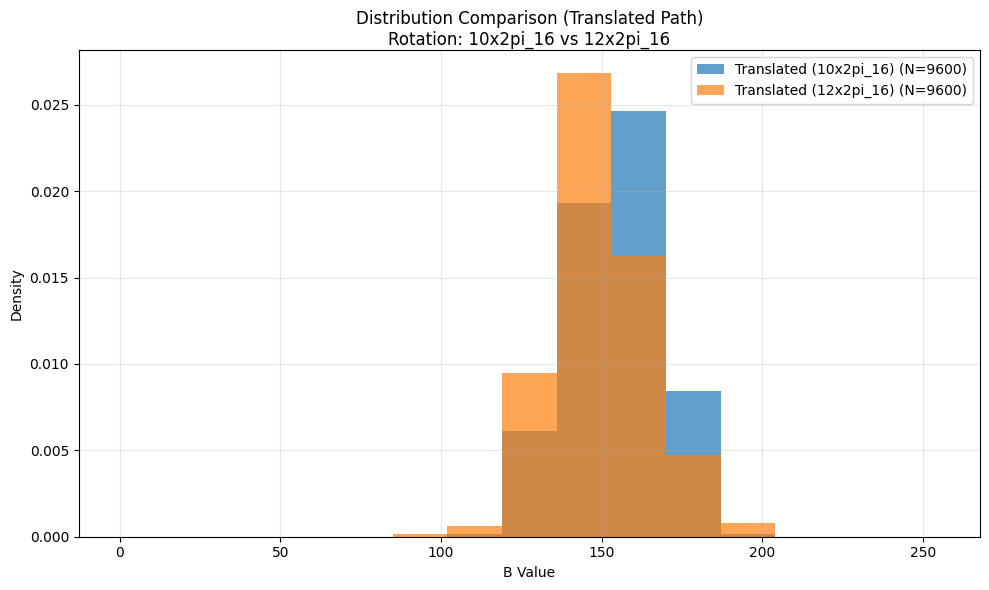 Distribution Comparison (Translated Path)
Rotation: 10x2pi_16 vs 12x2pi_16
Translated (10x2pi_16) (N=9600)
Translated (12x2pi_16) (N=9600)
Density
0.025
0.020
0.015
0.010
0.005
0.000
0 50 100 150 200 250
B Value